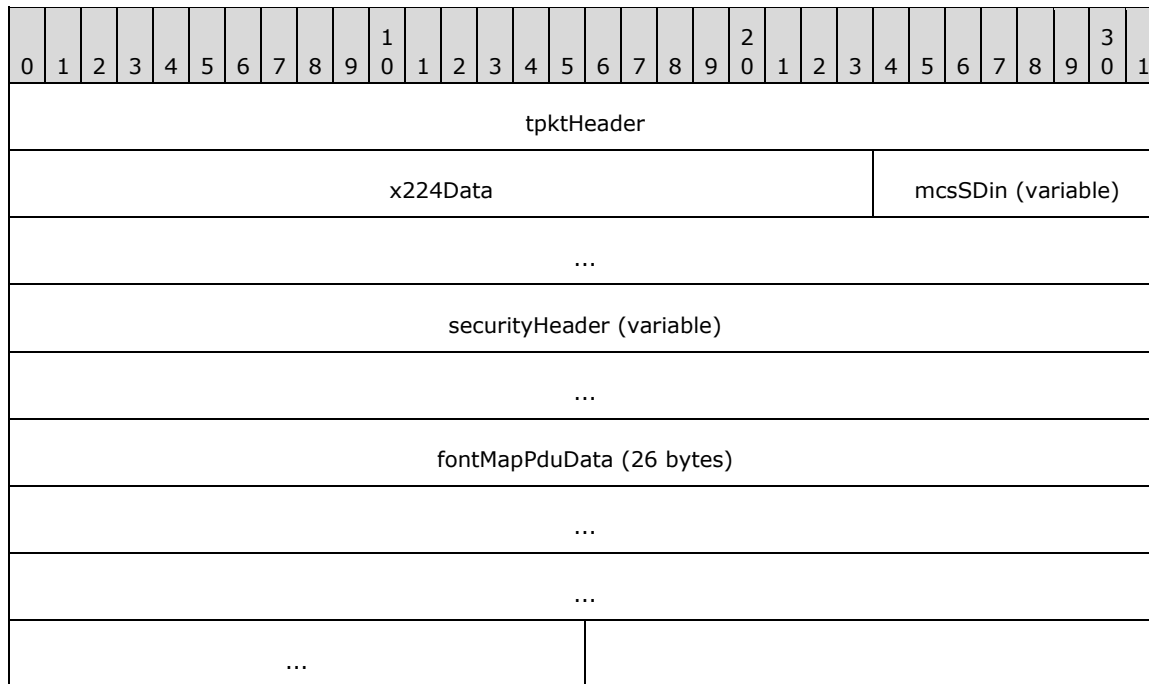 1 2 3
0 1 2 3 4 5 6 7 8 9 0 1 2 3 4 5 6 7 8 9 0 1 2 3 4 5 6 7 8 9 0 1
tpktHeader
x224Data mcsSDin (variable)
...
securityHeader (variable)
...
fontMapPduData (26 bytes)
...
...
...